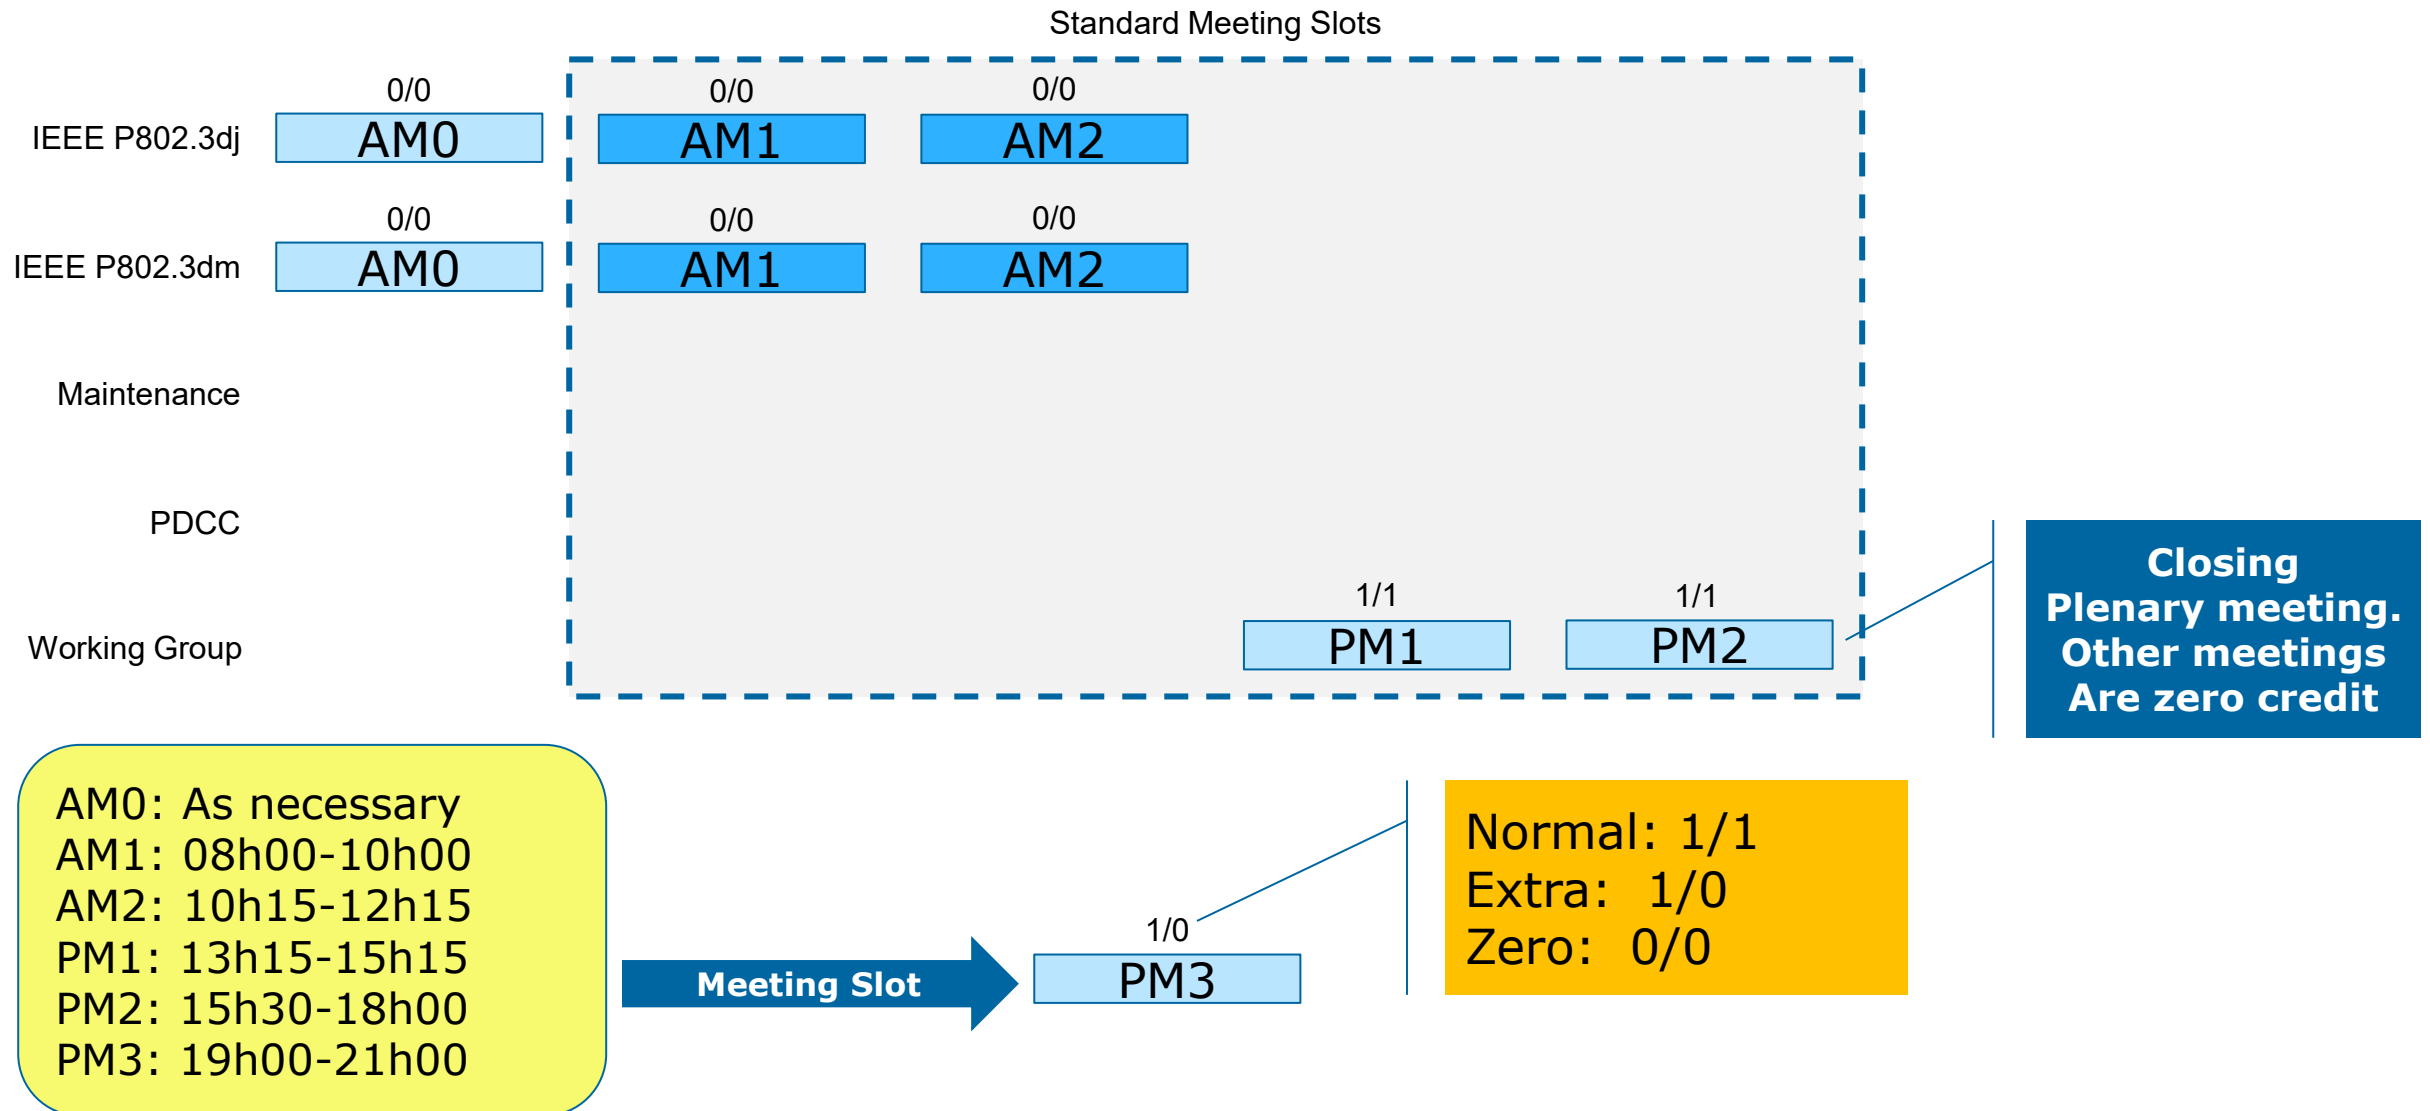 Standard Meeting Slots
0/0 0/0 0/0
IEEE P802.3dj AM0 AM1 AM2
0/0 0/0 0/0
IEEE P802.3dm AM0 AM1 AM2
Maintenance
PDCC
1/1 1/1
Working Group PM1 PM2
Closing
Plenary meeting.
Other meetings
Are zero credit
AM0: As necessary
AM1: 08h00-10h00
AM2: 10h15-12h15
PM1: 13h15-15h15
PM2: 15h30-18h00
PM3: 19h00-21h00
Meeting Slot
1/0
PM3
Normal: 1/1
Extra: 1/0
Zero: 0/0